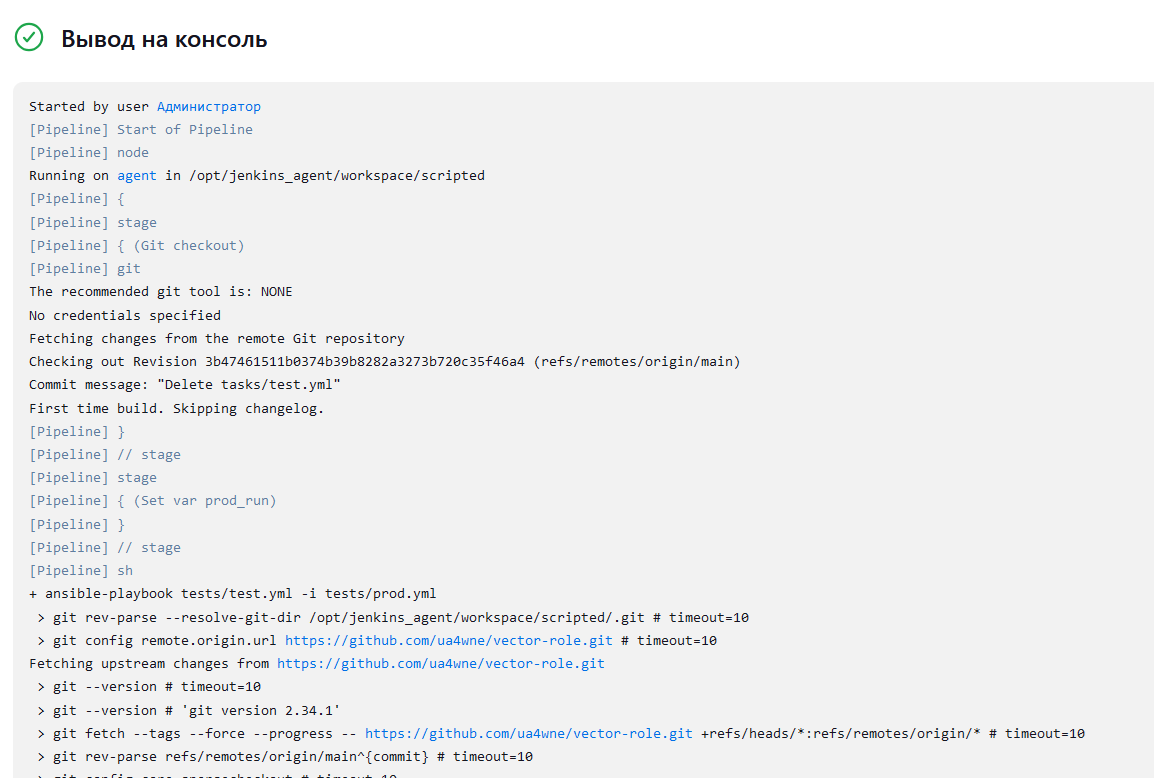 Вывод на консоль
Started by user Администратор
[Pipeline] Start of Pipeline
[Pipeline] node
Running on agent in /opt/jenkins_agent/workspace/scripted
[Pipeline] {
[Pipeline] stage
[Pipeline] { (Git checkout)
[Pipeline] git
The recommended git tool is: NONE
No credentials specified
Fetching changes from the remote Git repository
Checking out Revision 3b47461511b0374b39b8282a3273b720c35f46a4 (refs/remotes/origin/main)
Commit message: "Delete tasks/test.yml"
First time build. Skipping changelog.
[Pipeline] }
[Pipeline] // stage
[Pipeline] stage
[Pipeline] { (Set var prod_run)
[Pipeline] }
[Pipeline] // stage
[Pipeline] sh
+ ansible-playbook tests/test.yml -i tests/prod.yml
 > git rev-parse --resolve-git-dir /opt/jenkins_agent/workspace/scripted/.git # timeout=10
 > git config remote.origin.url https://github.com/ua4wne/vector-role.git # timeout=10
Fetching upstream changes from https://github.com/ua4wne/vector-role.git
 > git --version # timeout=10
 > git --version # 'git version 2.34.1'
 > git fetch --tags --force --progress -- https://github.com/ua4wne/vector-role.git +refs/heads/*:refs/remotes/origin/* # timeout=10
 > git rev-parse refs/remotes/origin/main^{commit} # timeout=10
 > git config core.sparsecheckout # timeout=10